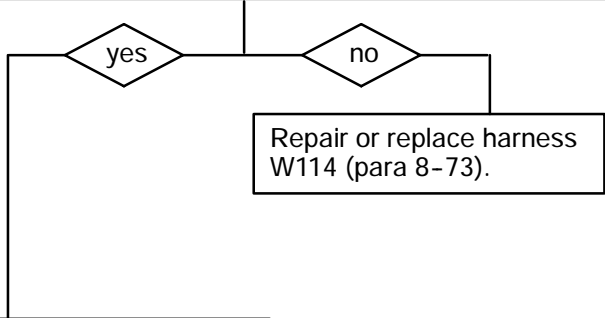 yes
no
Repair or replace harness
W114 (para 8-73).